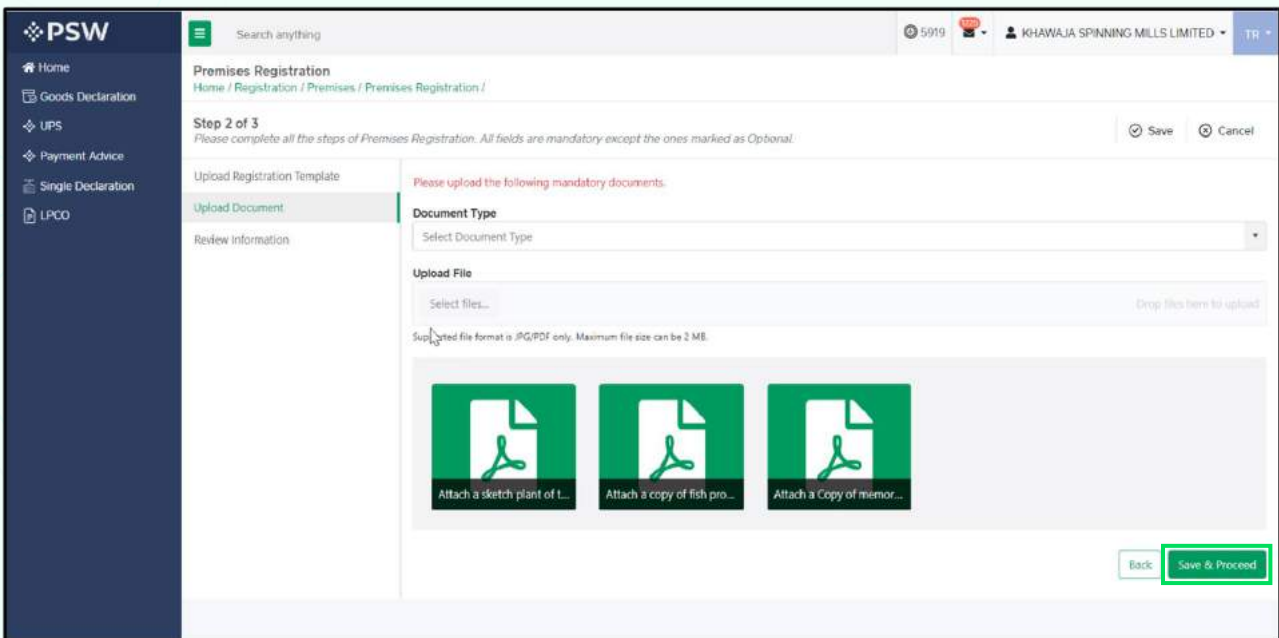 PSW
Search anything
5919
KHAWAJA SPINNING MILLS LIMITED
TR
Home
Goods Declaration
UPS
Payment Advice
Single Declaration
LPCO
Premises Registration
Home / Registration / Premises / Premises Registration /
Step 2 of 3
Please complete all the steps of Premises Registration. All fields are mandatory except the ones marked as Optional.
Save
Cancel
Upload Registration Template
Upload Document
Review Information
Please upload the following mandatory documents.
Document Type
Select Document Type
Upload File
Select files...
Drop files here to upload
file format is JPG/PDF only. Maximum file size can be 2 MB.
Attach a sketch plant of t...
Attach a copy of fish pro...
Attach a Copy of memor...
Back
Save & Proceed